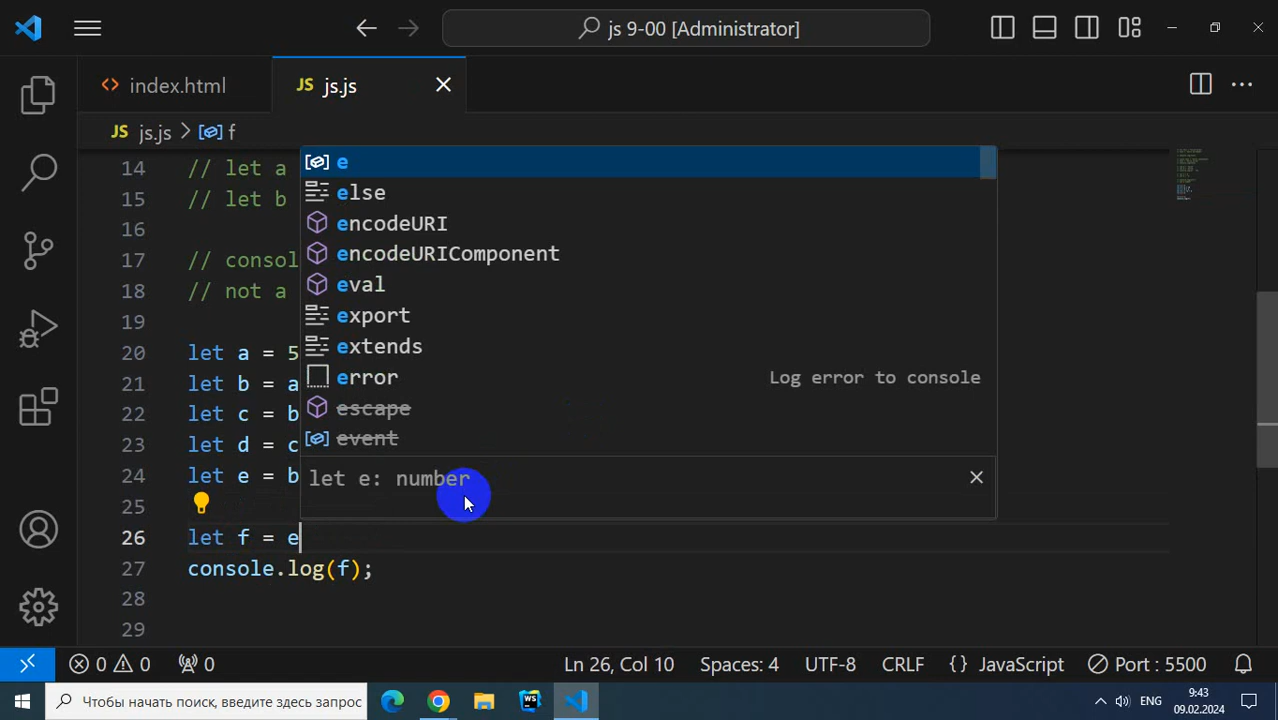 js 9-00 [Administrator]
index.html
JS js.js
JS js.js > f
14 // let a
15 // let b
16
17 // consol
18 // not a
19
20 let a = 5
21 let b = a
22 let c = b
23 let d = c
24 let e = b
25
26 let f = e
27 console.log(f);
28
29
e
else
encodeURI
encodeURIComponent
eval
export
extends
error Log error to console
escape
event
let e: number
0 0 0 Ln 26, Col 10 Spaces: 4 UTF-8 CRLF {} JavaScript Port : 5500
Чтобы начать поиск, введите здесь запрос
WS
ENG
9:43
09.02.2024